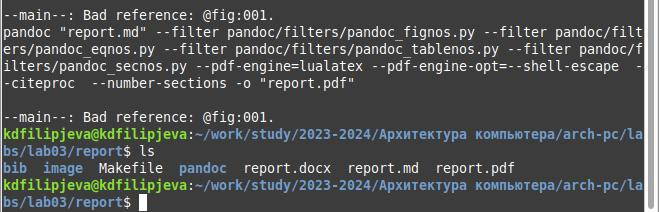 --main--: Bad reference: @fig:001.
pandoc "report.md" --filter pandoc/filters/pandoc_fignos.py --filter pandoc/filt
ers/pandoc_eqnos.py --filter pandoc/filters/pandoc_tablenos.py --filter pandoc/f
ilters/pandoc_secnos.py --pdf-engine=lualatex --pdf-engine-opt=--shell-escape  -
-citeproc  --number-sections -o "report.pdf"
--main--: Bad reference: @fig:001.
kdfilipjeva@kdfilipjeva:~/work/study/2023-2024/Архитектура компьютера/arch-pc/la
bs/lab03/report$ ls
bib  image  Makefile  pandoc  report.docx  report.md  report.pdf
kdfilipjeva@kdfilipjeva:~/work/study/2023-2024/Архитектура компьютера/arch-pc/la
bs/lab03/report$